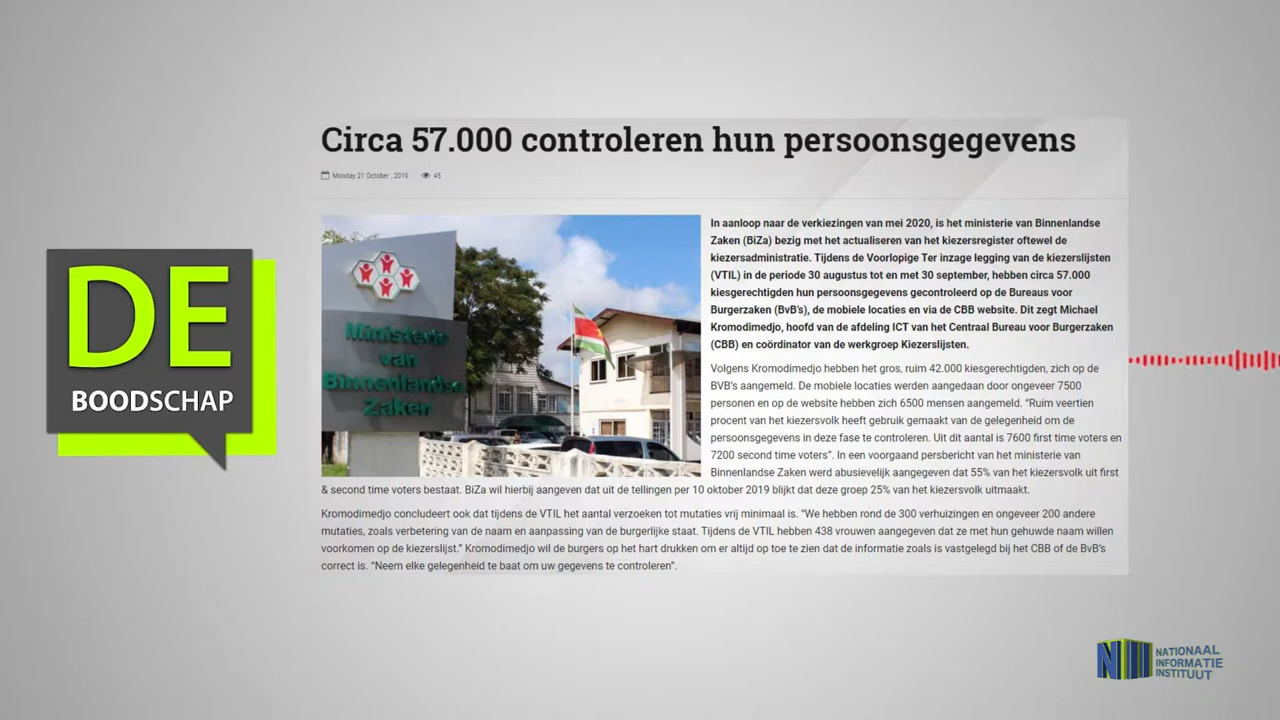 DE
BOODSCHAP
Circa 57.000 controleren hun persoonsgegevens
Monday 21 October , 2019 45
Ministerie
van
Binnenlandse
Zaken
In aanloop naar de verkiezingen van mei 2020, is het ministerie van Binnenlandse
Zaken (BiZa) bezig met het actualiseren van het kiezersregister oftewel de
kiezersadministratie. Tijdens de Voorlopige Ter inzage legging van de kiezerslijsten
(VTIL) in de periode 30 augustus tot en met 30 september, hebben circa 57.000
kiesgerechtigden hun persoonsgegevens gecontroleerd op de Bureaus voor
Burgerzaken (BvB's), de mobiele locaties en via de CBB website. Dit zegt Michael
Kromodimedjo, hoofd van de afdeling ICT van het Centraal Bureau voor Burgerzaken
(CBB) en coördinator van de werkgroep Kiezerslijsten.
Volgens Kromodimedjo hebben het gros, ruim 42.000 kiesgerechtigden, zich op de
BVB's aangemeld. De mobiele locaties werden aangedaan door ongeveer 7500
personen en op de website hebben zich 6500 mensen aangemeld. “Ruim veertien
procent van het kiezersvolk heeft gebruik gemaakt van de gelegenheid om de
persoonsgegevens in deze fase te controleren. Uit dit aantal is 7600 first time voters en
7200 second time voters”. In een voorgaand persbericht van het ministerie van
Binnenlandse Zaken werd abusievelijk aangegeven dat 55% van het kiezersvolk uit first
& second time voters bestaat. BiZa wil hierbij aangeven dat uit de tellingen per 10 oktober 2019 blijkt dat deze groep 25% van het kiezersvolk uitmaakt.
Kromodimedjo concludeert ook dat tijdens de VTIL het aantal verzoeken tot mutaties vrij minimaal is. “We hebben rond de 300 verhuizingen en ongeveer 200 andere
mutaties, zoals verbetering van de naam en aanpassing van de burgerlijke staat. Tijdens de VTIL hebben 438 vrouwen aangegeven dat ze met hun gehuwde naam willen
voorkomen op de kiezerslijst.” Kromodimedjo wil de burgers op het hart drukken om er altijd op toe te zien dat de informatie zoals is vastgelegd bij het CBB of de BvB's
correct is. “Neem elke gelegenheid te baat om uw gegevens te controleren”.
NATIONAAL
INFORMATIE
INSTITUUT